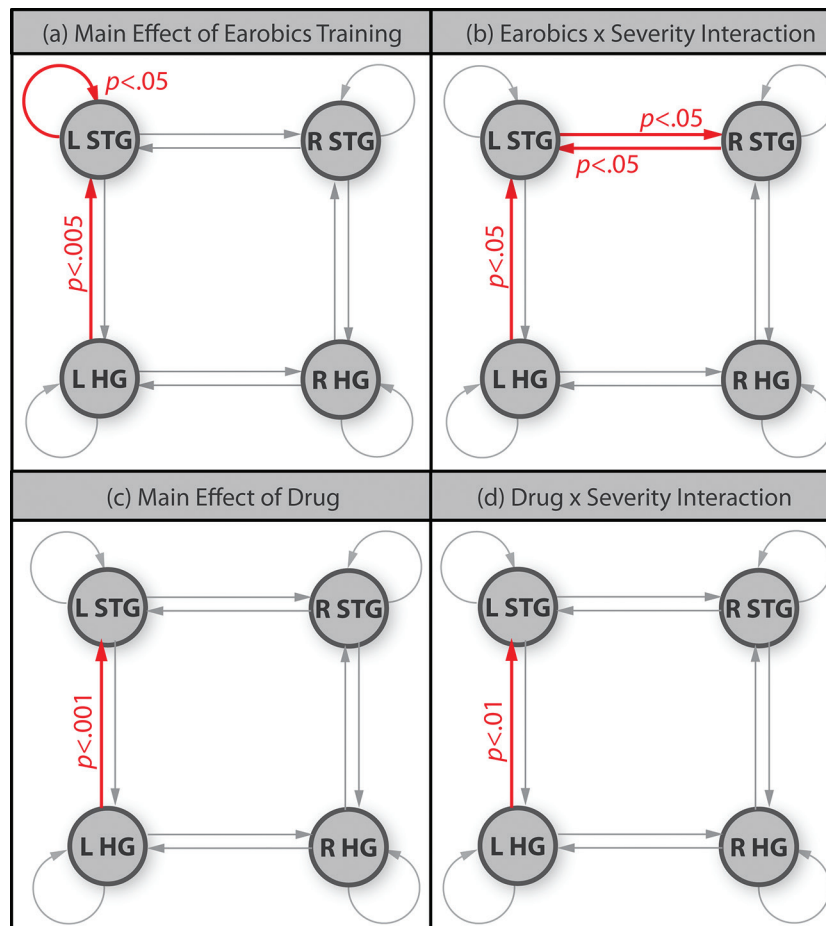 (a) Main Effect of Earobics Training
(b) Earobics x Severity Interaction
p<.05
L STG
R STG
p<.005
L HG
R HG
p<.05
L STG
R STG
p<.05
p<.05
L HG
R HG
(c) Main Effect of Drug
(d) Drug x Severity Interaction
L STG
R STG
p<.001
L HG
R HG
L STG
R STG
p<.01
L HG
R HG